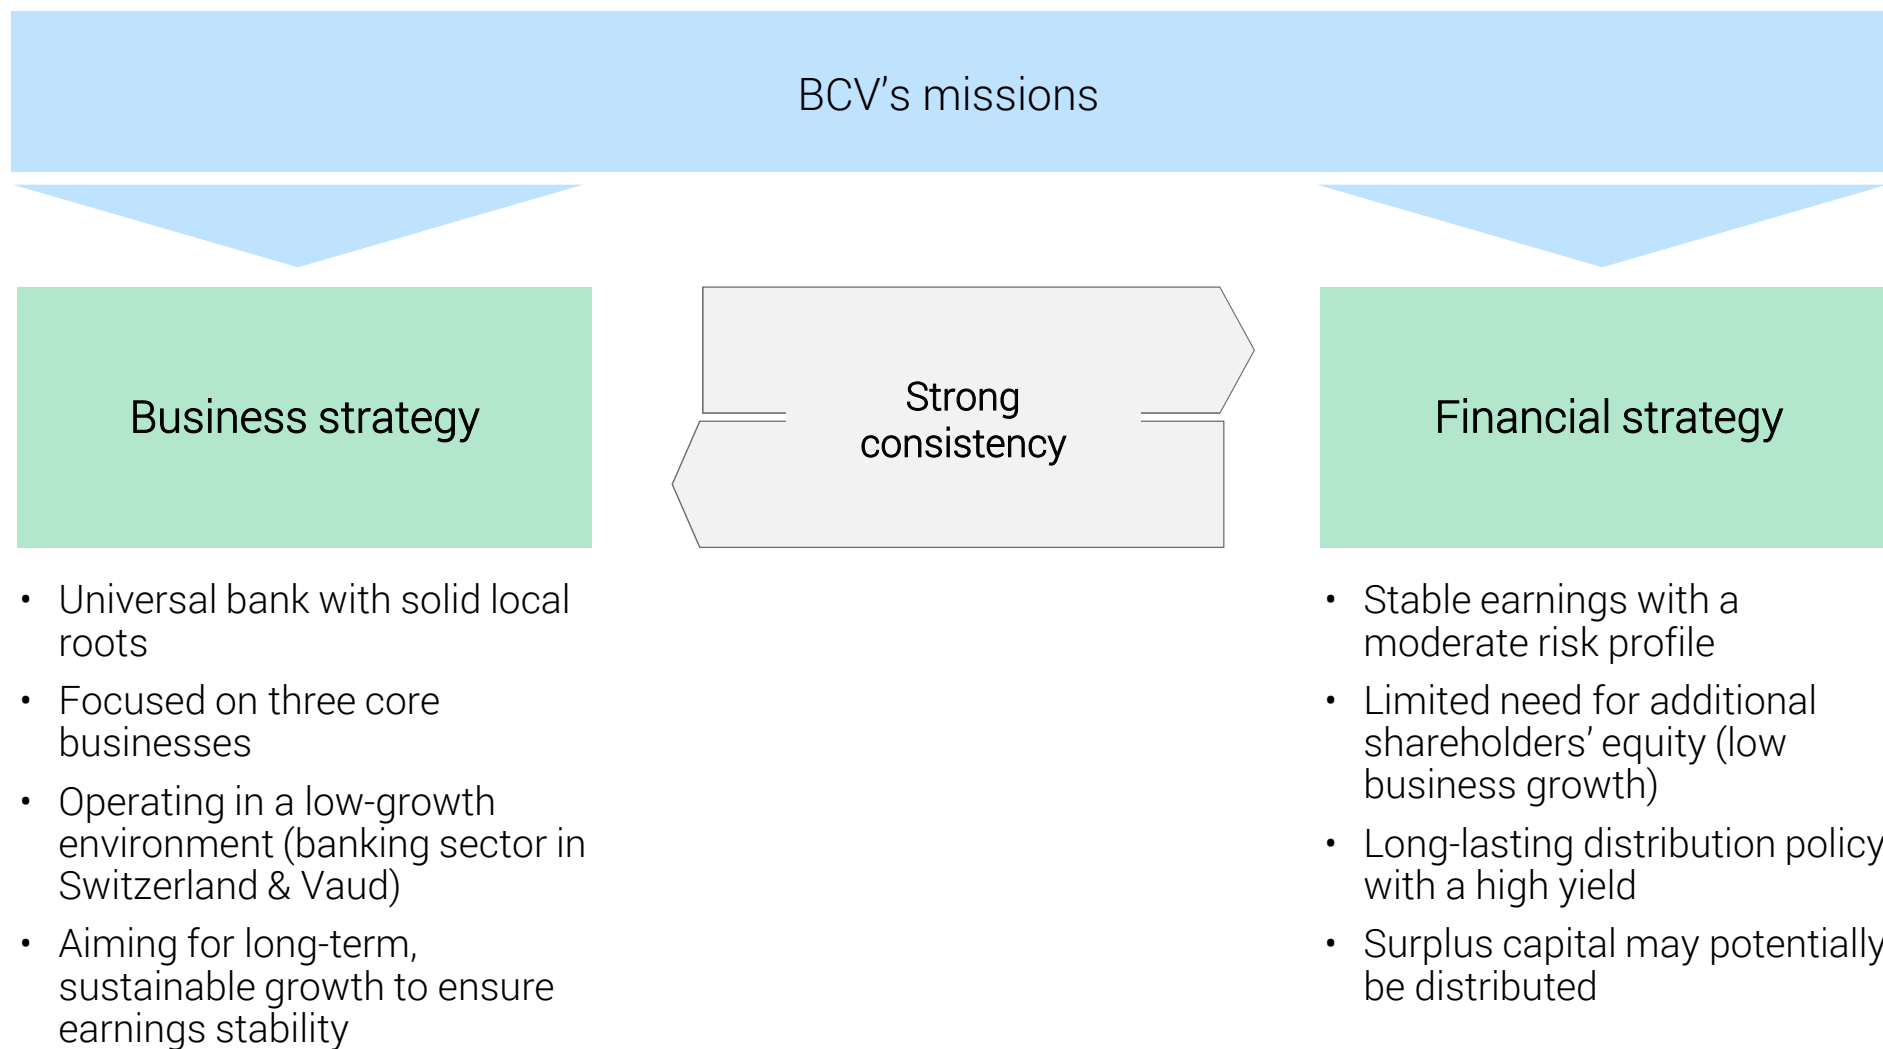 BCV’s missions
Business strategy
Strong
consistency
Financial strategy
• Universal bank with solid local
roots
• Focused on three core
businesses
• Operating in a low-growth
environment (banking sector in
Switzerland & Vaud)
• Aiming for long-term,
sustainable growth to ensure
earnings stability
• Stable earnings with a
moderate risk profile
• Limited need for additional
shareholders’ equity (low
business growth)
• Long-lasting distribution policy
with a high yield
• Surplus capital may potentially
be distributed